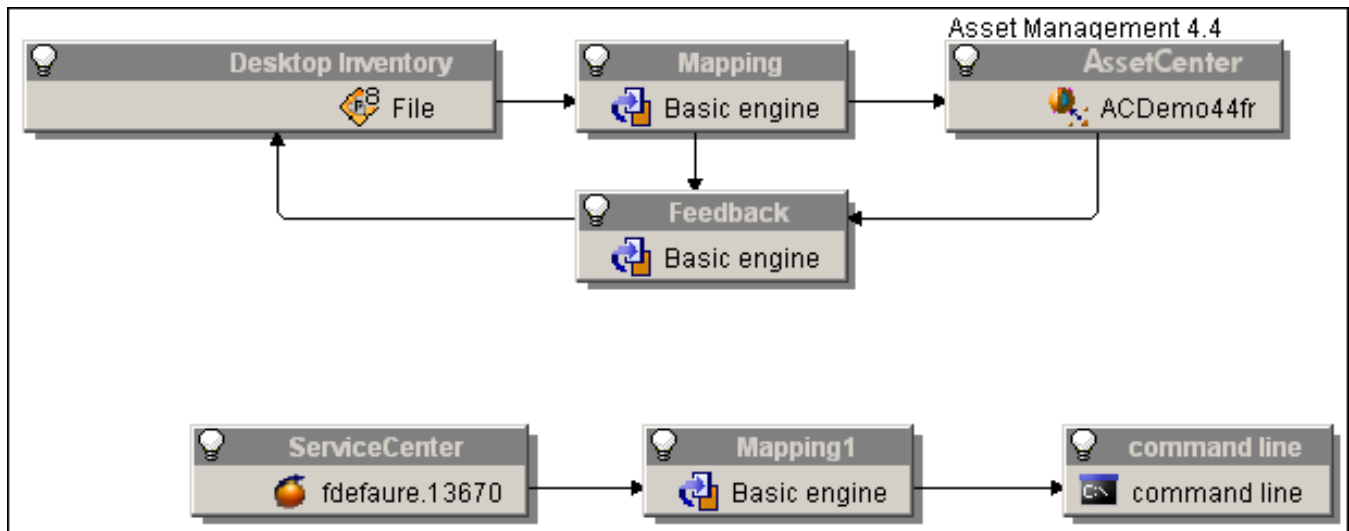 Asset Management 4.4
Desktop Inventory
Mapping
AssetCenter
P8 File
Basic engine
ACDemo44fr
Feedback
Basic engine
ServiceCenter
Mapping1
command line
fdefaure.13670
Basic engine
C:\ command line